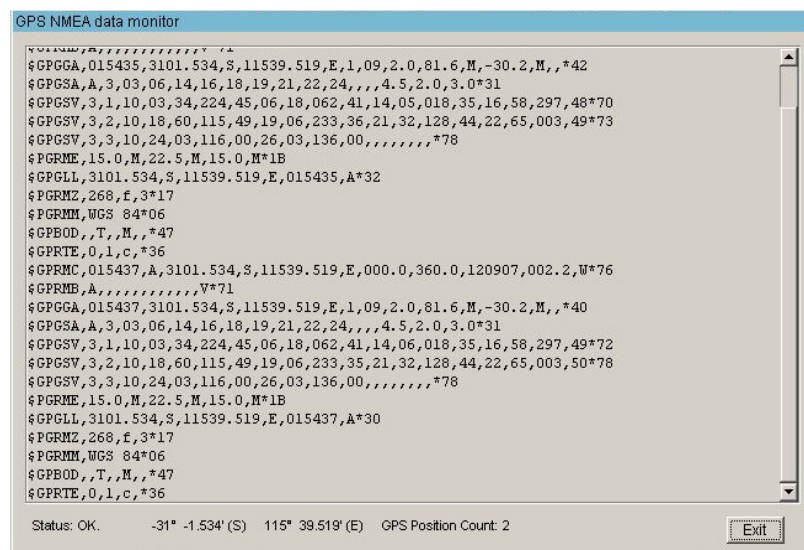 GPS NMEA data monitor
$GPRMB,A,,,,,,,,,,,,V*71
$GPGGA,015435,3101.534,S,11539.519,E,1,09,2.0,81.6,M,-30.2,M,,*42
$GPGSA,A,3,03,06,14,16,18,19,21,22,24,,,,4.5,2.0,3.0*31
$GPGSV,3,1,10,03,34,224,45,06,18,062,41,14,05,018,35,16,58,297,48*70
$GPGSV,3,2,10,18,60,115,49,19,06,233,36,21,32,128,44,22,65,003,49*73
$GPGSV,3,3,10,24,03,116,00,26,03,136,00,,,,,,,,*78
$PGRME,15.0,M,22.5,M,15.0,M*1B
$GPGLL,3101.534,S,11539.519,E,015435,A*32
$PGRMZ,268,f,3*17
$PGRMM,WGS 84*06
$GPBOD,,T,,M,,*47
$GPRTE,0,1,c,*36
$GPRMC,015437,A,3101.534,S,11539.519,E,000.0,360.0,120907,002.2,W*76
$GPRMB,A,,,,,,,,,,,,V*71
$GPGGA,015437,3101.534,S,11539.519,E,1,09,2.0,81.6,M,-30.2,M,,*40
$GPGSA,A,3,03,06,14,16,18,19,21,22,24,,,,4.5,2.0,3.0*31
$GPGSV,3,1,10,03,34,224,45,06,18,062,41,14,06,018,35,16,58,297,49*72
$GPGSV,3,2,10,18,60,115,49,19,06,233,35,21,32,128,44,22,65,003,50*78
$GPGSV,3,3,10,24,03,116,00,26,03,136,00,,,,,,,,*78
$PGRME,15.0,M,22.5,M,15.0,M*1B
$GPGLL,3101.534,S,11539.519,E,015437,A*30
$PGRMZ,268,f,3*17
$PGRMM,WGS 84*06
$GPBOD,,T,,M,,*47
$GPRTE,0,1,c,*36
Status: OK. -31° -1.534' (S) 115° 39.519' (E) GPS Position Count: 2
Exit